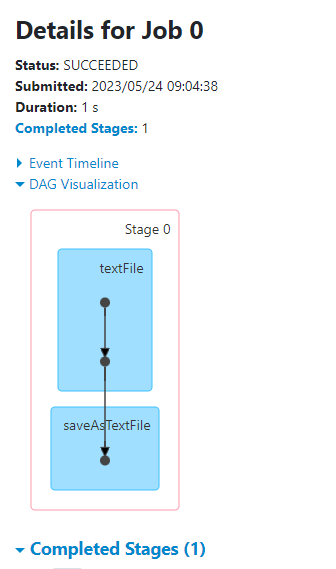 Details for Job 0
Status: SUCCEEDED
Submitted: 2023/05/24 09:04:38
Duration: 1 s
Completed Stages: 1
Event Timeline
DAG Visualization
Stage 0
textFile
saveAsTextFile
Completed Stages (1)